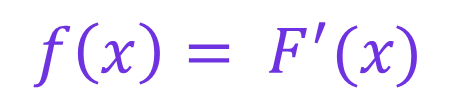 f(x) = F′(x)